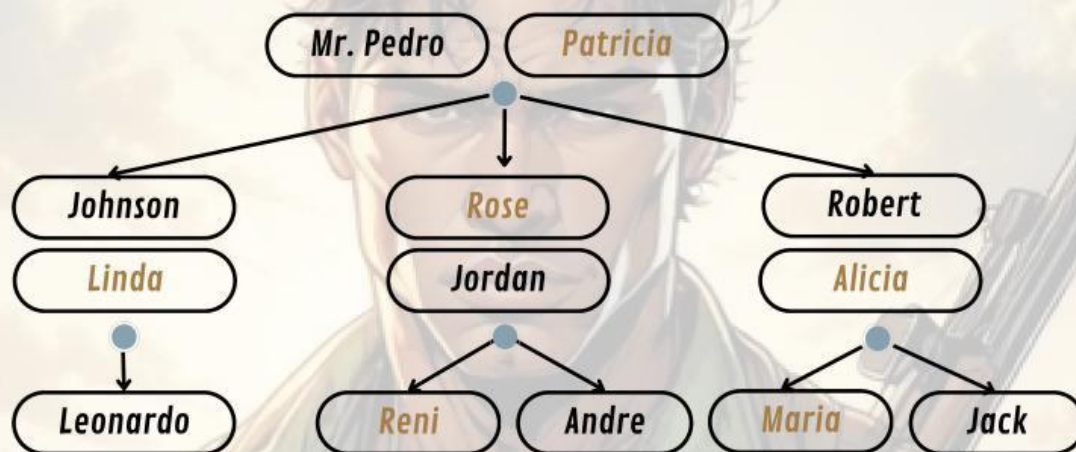 Mr. Pedro Patricia
Johnson Rose Robert
Linda Jordan Alicia
Leonardo Reni Andre Maria Jack